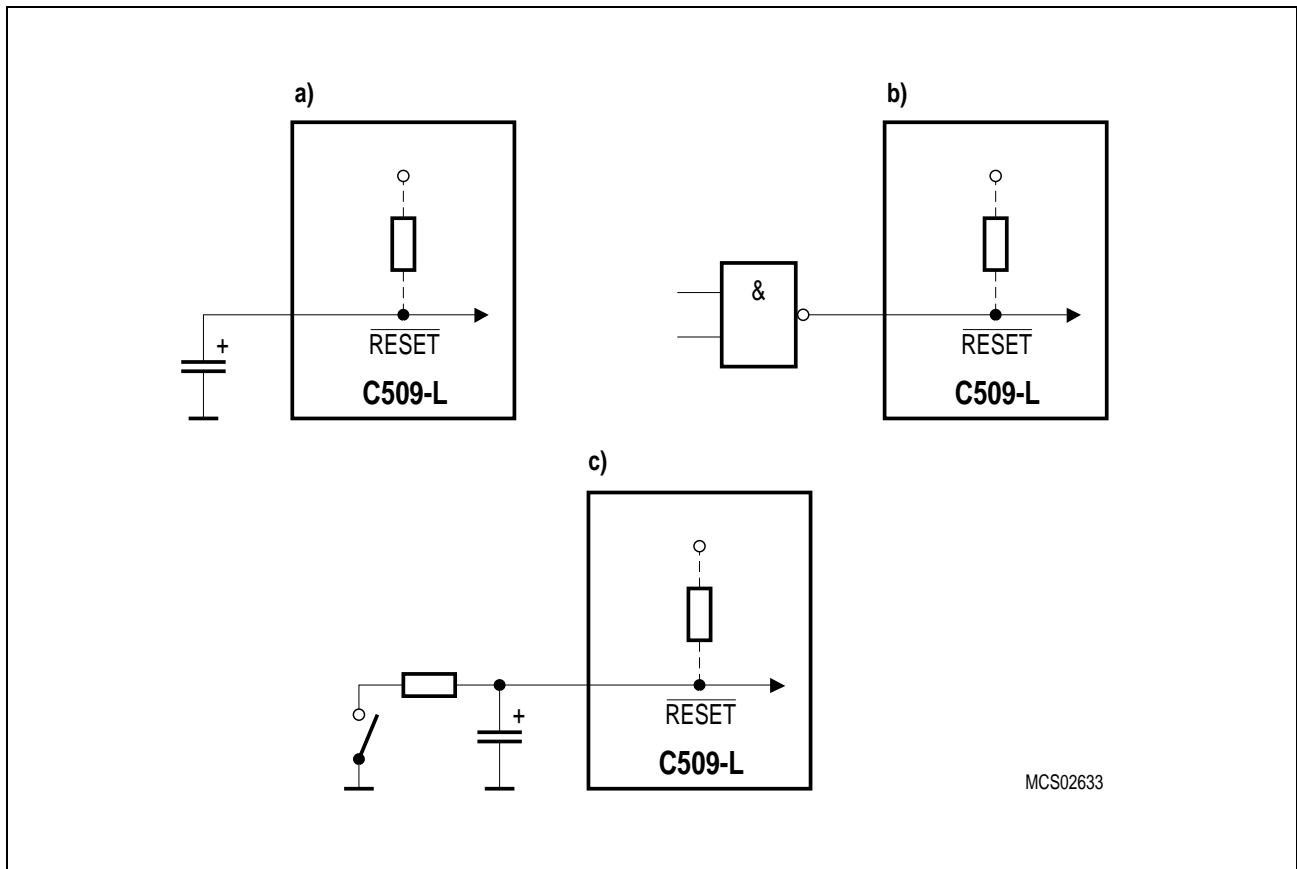 a)
+
RESET
C509-L
b)
&
RESET
C509-L
c)
+
RESET
C509-L
MCS02633